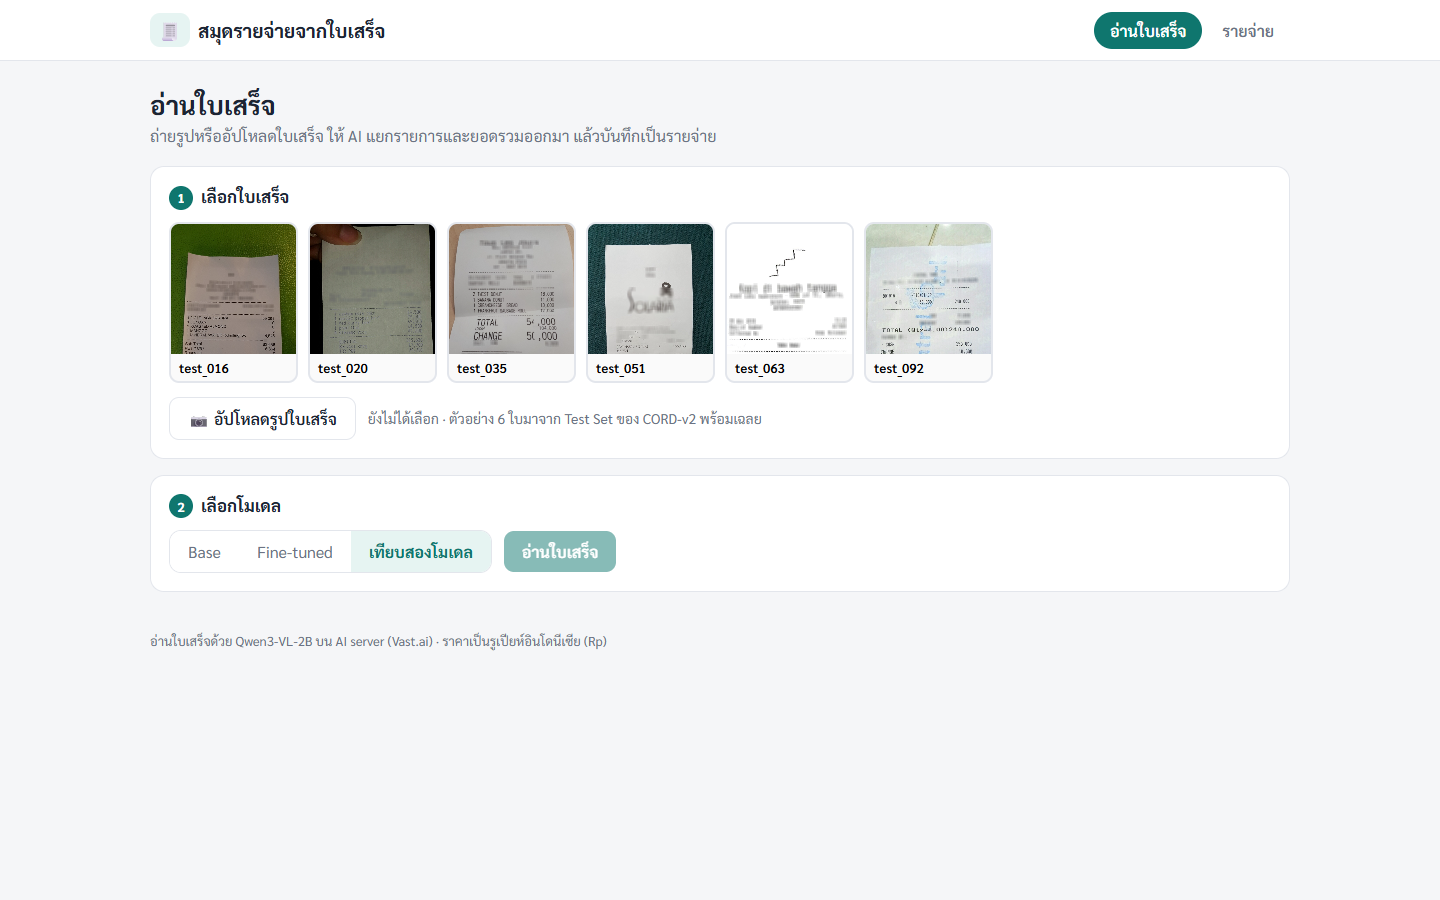 สมุดรายจ่ายจากใบเสร็จ
อ่านใบเสร็จ
รายจ่าย
อ่านใบเสร็จ
ถ่ายรูปหรืออัปโหลดใบเสร็จ ให้ AI แยกรายการและยอดรวมออกมา แล้วบันทึกเป็นรายจ่าย
1 เลือกใบเสร็จ
TOTAL
CHANGE
TOTAL
test_016
test_020
test_035
test_051
test_063
test_092
อัปโหลดรูปใบเสร็จ
ยังไม่ได้เลือก · ตัวอย่าง 6 ใบมาจาก Test Set ของ CORD-v2 พร้อมเฉลย
2 เลือกโมเดล
Base
Fine-tuned
เทียบสองโมเดล
อ่านใบเสร็จ
อ่านใบเสร็จด้วย Qwen3-VL-2B บน AI server (Vast.ai) · ราคาเป็นรูเปียห์อินโดนีเซีย (Rp)